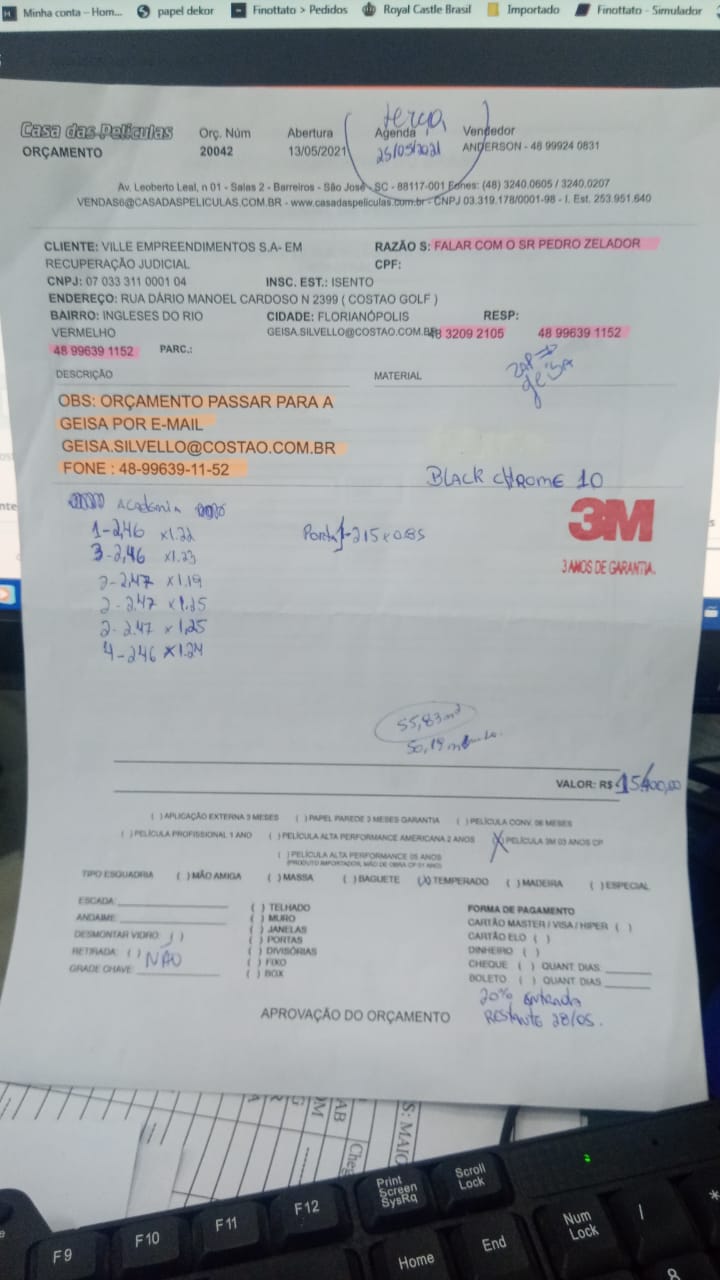 Minha conta – Hom...
papel dekor
Finottato > Pedidos
Royal Castle Brasil
Importado
Finottato - Simulador
Casa das Películas
ORÇAMENTO
Orç. Núm
20042
Abertura
13/05/2021
terça
Agenda
25/05/2021
Vendedor
ANDERSON - 48 99924 0831
Av. Leoberto Leal, n 01 - Salas 2 - Barreiros - São José - SC - 88117-001 Fones: (48) 3240.0605 / 3240.0207
VENDAS6@CASADASPELICULAS.COM.BR - www.casadaspeliculas.com.br - CNPJ 03.319.178/0001-98 - I. Est. 253.951.640
CLIENTE: VILLE EMPREENDIMENTOS S.A- EM RAZÃO S: FALAR COM O SR PEDRO ZELADOR
RECUPERAÇÃO JUDICIAL CPF:
CNPJ: 07 033 311 0001 04 INSC. EST.: ISENTO
ENDEREÇO: RUA DÁRIO MANOEL CARDOSO N 2399 ( COSTAO GOLF )
BAIRRO: INGLESES DO RIO CIDADE: FLORIANÓPOLIS RESP:
VERMELHO GEISA.SILVELLO@COSTAO.COM.BR 48 3209 2105 48 99639 1152
48 99639 1152 PARC.:
ZAP
geisA
DESCRIÇÃO MATERIAL
OBS: ORÇAMENTO PASSAR PARA A
GEISA POR E-MAIL
GEISA.SILVELLO@COSTAO.COM.BR
FONE : 48-99639-11-52
BLACK CHROME 10
Academia
1-2,46 x1.22
3-2,46 x1.23
2-2,47 x1,19
2-2.47 x1,25
2-2.47 x 1,25
4-246 x1.24
Porta 1-215x0.85
3M
3 ANOS DE GARANTIA.
55,83m²
VALOR: R$ 15400,00
( ) APLICAÇÃO EXTERNA 3 MESES ( ) PAPEL PAREDE 3 MESES GARANTIA ( ) PELÍCULA CONV. 06 MESES
( ) PELÍCULA PROFISSIONAL 1 ANO ( ) PELÍCULA ALTA PERFORMANCE AMERICANA 2 ANOS (X) PELÍCULA 3M 03 ANOS CP
( ) PELÍCULA ALTA PERFORMANCE 05 ANOS
TIPO ESQUADRIA ( ) MÃO AMIGA ( ) MASSA ( ) BAGUETE (X) TEMPERADO ( ) MADEIRA ( ) ESPECIAL
ESCADA:
ANDAIME:
DESMONTAR VIDRO: ( )
RETIRADA: ( ) NÃO
GRADE CHAVE:
( ) TELHADO
( ) MURO
( ) JANELAS
( ) PORTAS
( ) DIVISÓRIAS
( ) FIXO
( ) BOX
FORMA DE PAGAMENTO
CARTÃO MASTER / VISA / HIPER ( )
CARTÃO ELO ( )
DINHEIRO ( )
CHEQUE ( ) QUANT. DIAS
BOLETO ( ) QUANT. DIAS
20% entrada
RESTANTE 28/05.
APROVAÇÃO DO ORÇAMENTO
S: MAIO
AB
OM
Cheg
F9
F10
F11
F12
Print
Screen
SysRq
Scroll
Lock
Home
End
Num
Lock
/
*
8